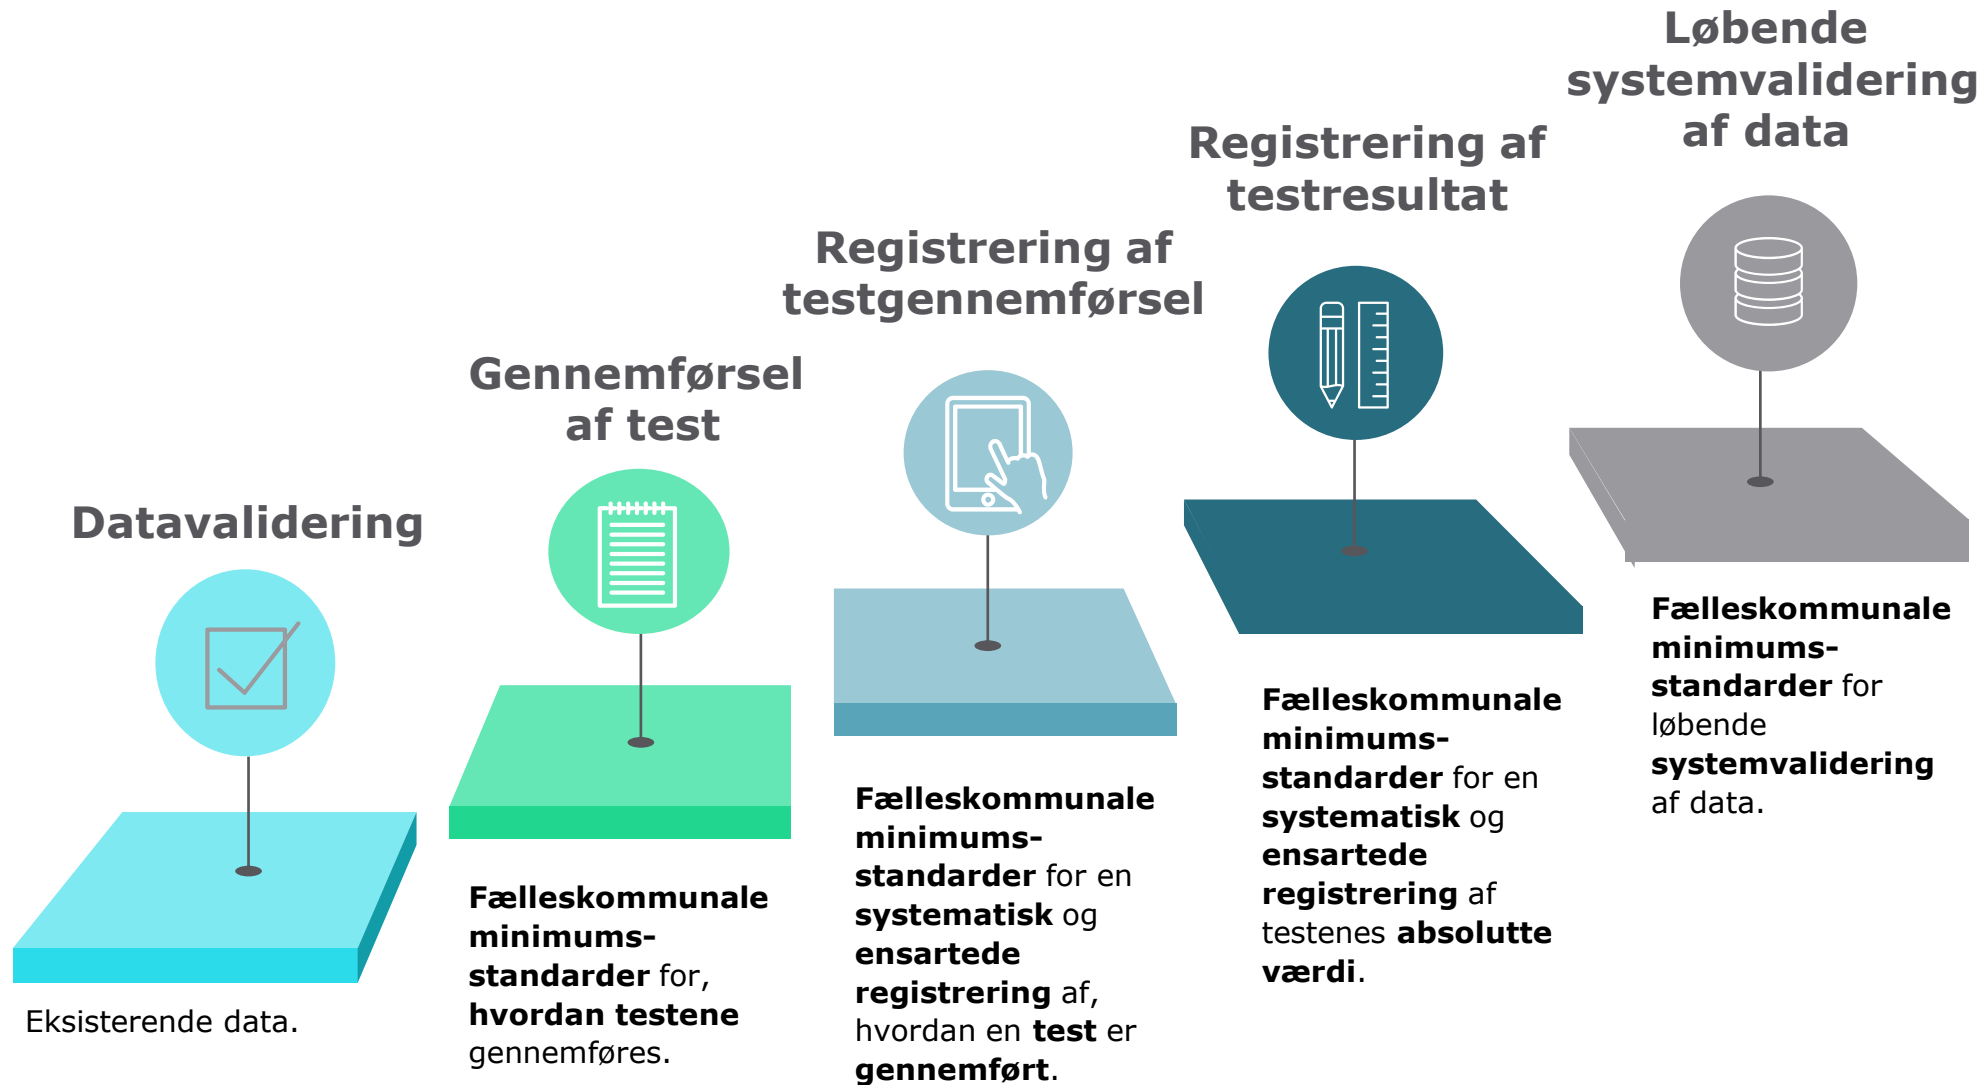 Datavalidering
Eksisterende data.
Gennemførsel
af test
Fælleskommunale
minimums-
standarder for,
hvordan testene
gennemføres.
Registrering af
testgennemførsel
Fælleskommunale
minimums-
standarder for en
systematisk og
ensartede
registrering af,
hvordan en test er
gennemført.
Registrering af
testresultat
Fælleskommunale
minimums-
standarder for en
systematisk og
ensartede
registrering af
testenes absolutte
værdi.
Løbende
systemvalidering
af data
Fælleskommunale
minimums-
standarder for
løbende
systemvalidering
af data.